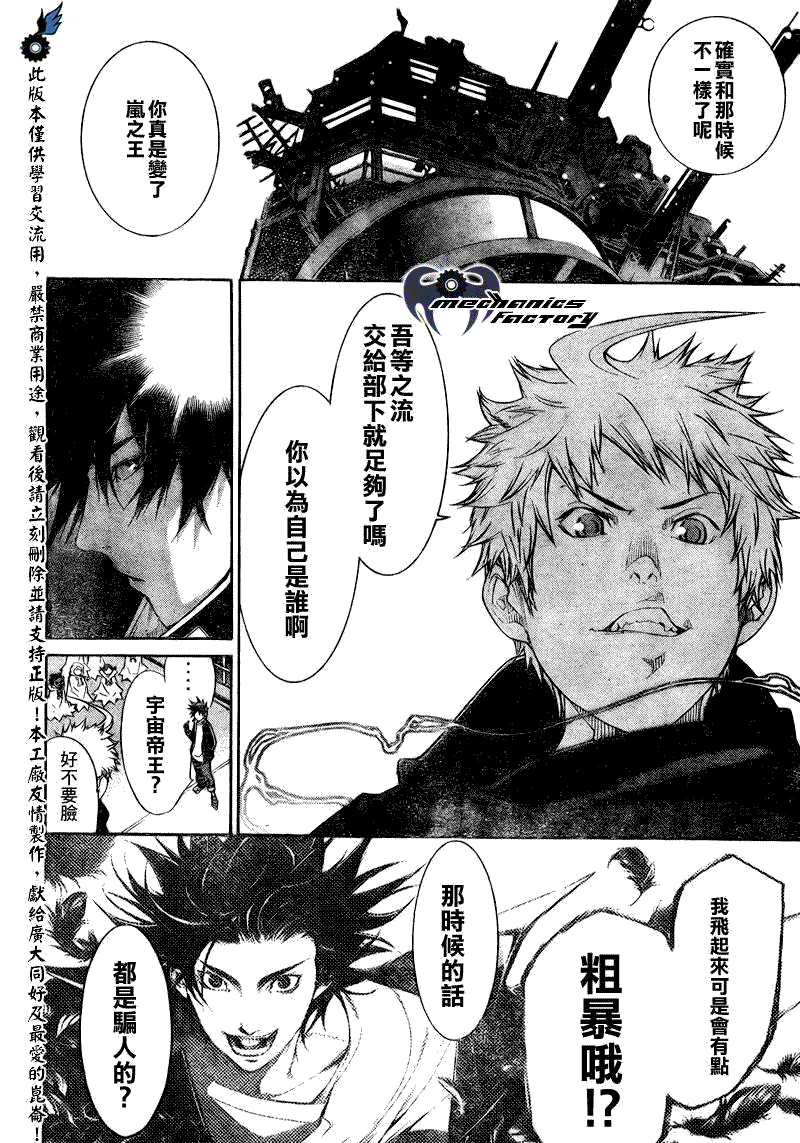 確實和那時候
不一樣了呢
你真是變了
嵐之王
mechanics
Factory
吾等之流
交給部下就足夠了嗎
你以為自己是誰啊
‥‥
宇宙帝王？
好不要臉
我飛起來可是會有點
粗暴哦!?
那時候的話
都是騙人的？
此版本僅供學習交流用，嚴禁商業用途，觀看後請立刻刪除並請支持正版！本工廠友情製作，獻給廣大同好及最愛的崑崙！